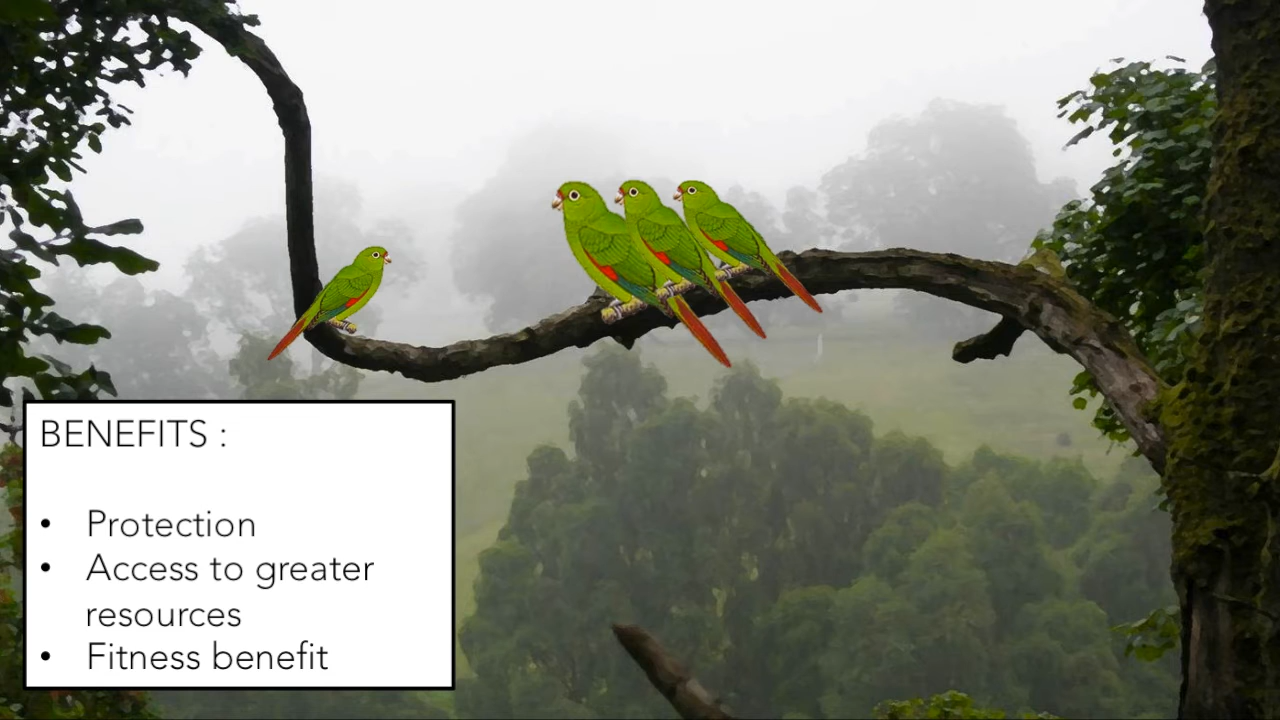 BENEFITS :
• Protection
• Access to greater
resources
• Fitness benefit